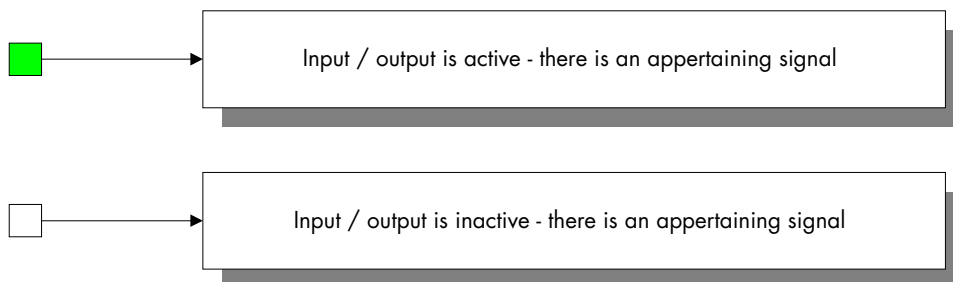 Input / output is active - there is an appertaining signal
Input / output is inactive - there is an appertaining signal